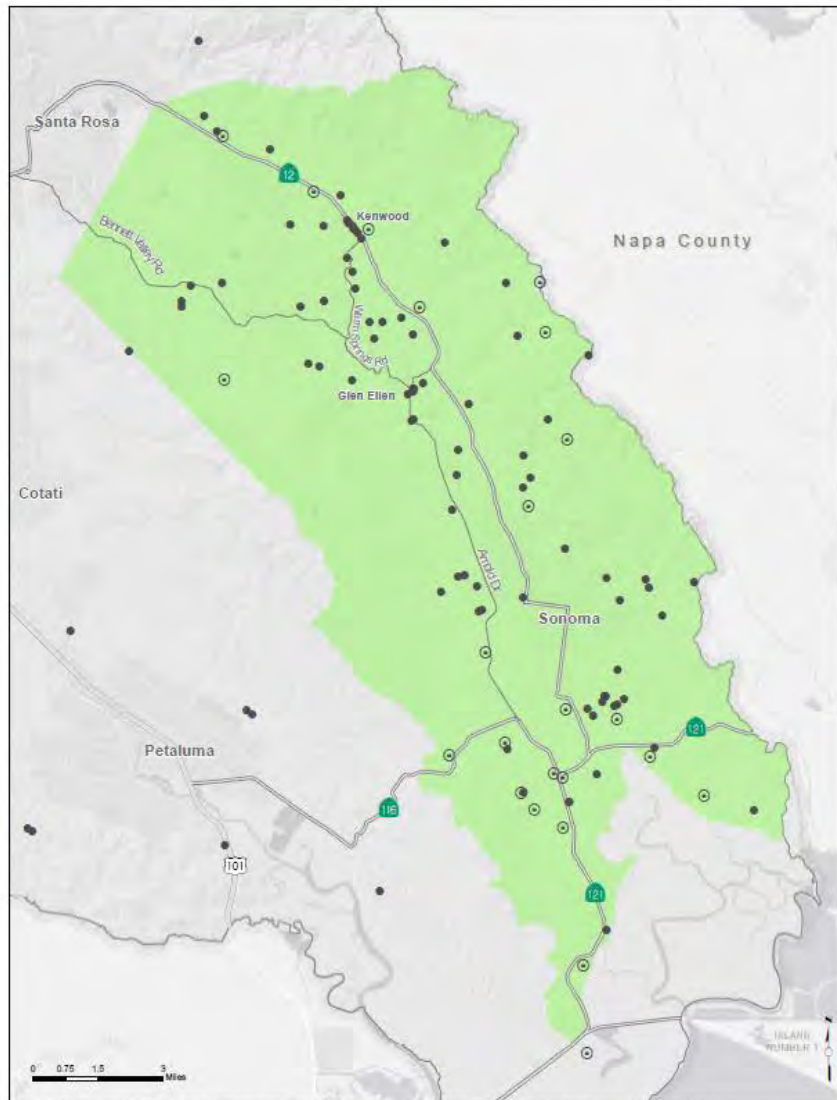 Santa Rosa
12
Kenwood
Bennett Valley Rd
Napa County
Warm Springs Rd
Glen Ellen
Cotati
Arnold Dr
Sonoma
121
Petaluma
116
101
121
ISLAND
NUMBER 1
0 0.75 1.5 3
Miles